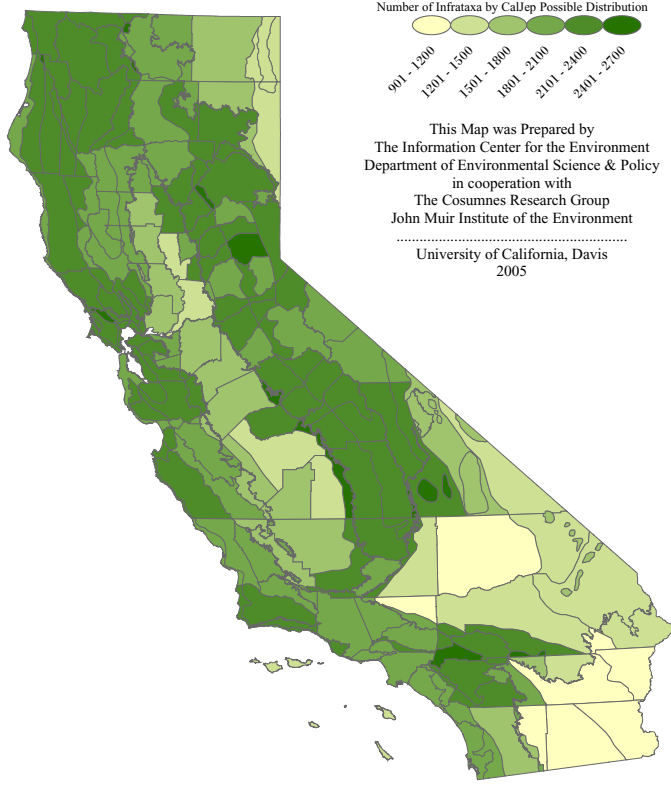 Number of Infrataxa by CalJep Possible Distribution
901 - 1200
1201 - 1500
1501 - 1800
1801 - 2100
2101 - 2400
2401 - 2700
This Map was Prepared by
The Information Center for the Environment
Department of Environmental Science & Policy
in cooperation with
The Cosumnes Research Group
John Muir Institute of the Environment
..........................................................
University of California, Davis
2005